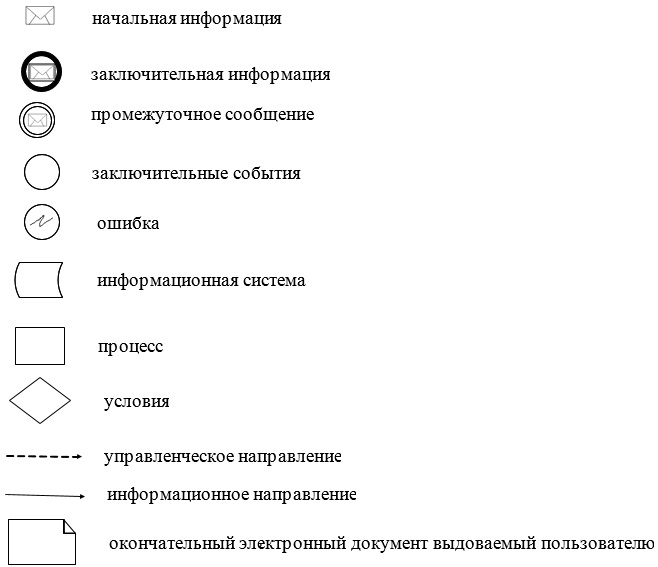 начальная информация
заключительная информация
промежуточное сообщение
заключительные события
ошибка
информационная система
процесс
условия
управленческое направление
информационное направление
окончательный электронный документ выдоваемый пользователю